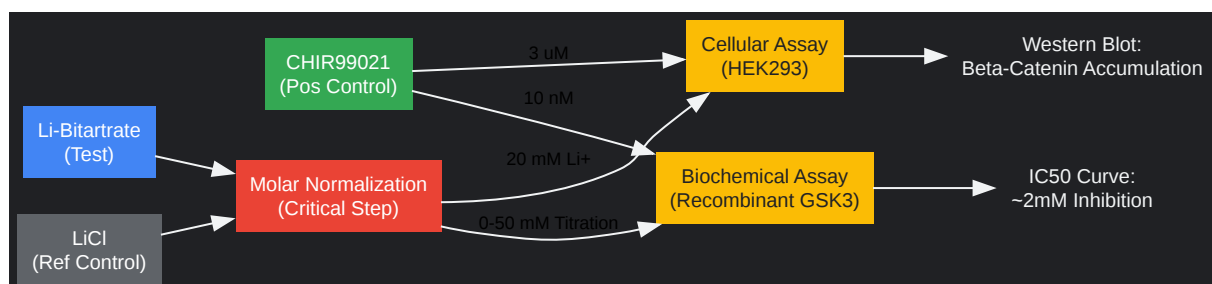 CHIR99021
(Pos Control)
3 uM
10 nM
Cellular Assay
(HEK293)
Western Blot:
Beta-Catenin Accumulation
Li-Bitartrate
(Test)
Molar Normalization
(Critical Step)
20 mM Li+
0-50 mM Titration
Biochemical Assay
(Recombinant GSK3)
IC50 Curve:
~2mM Inhibition
LiCl
(Ref Control)